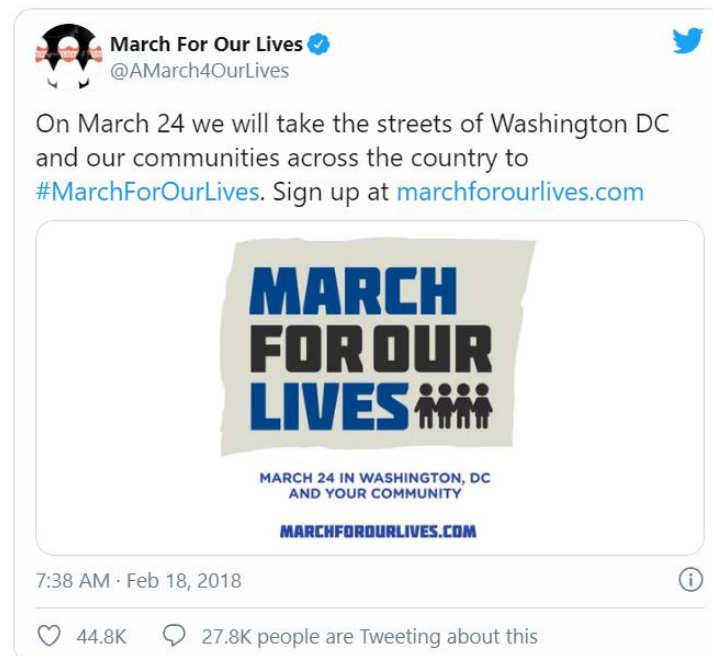 March For Our Lives
@AMarch4OurLives
On March 24 we will take the streets of Washington DC
and our communities across the country to
#MarchForOurLives. Sign up at marchforourlives.com
MARCH
FOR OUR
LIVES
MARCH 24 IN WASHINGTON, DC
AND YOUR COMMUNITY
MARCHFOROURLIVES.COM
7:38 AM · Feb 18, 2018
44.8K 27.8K people are Tweeting about this